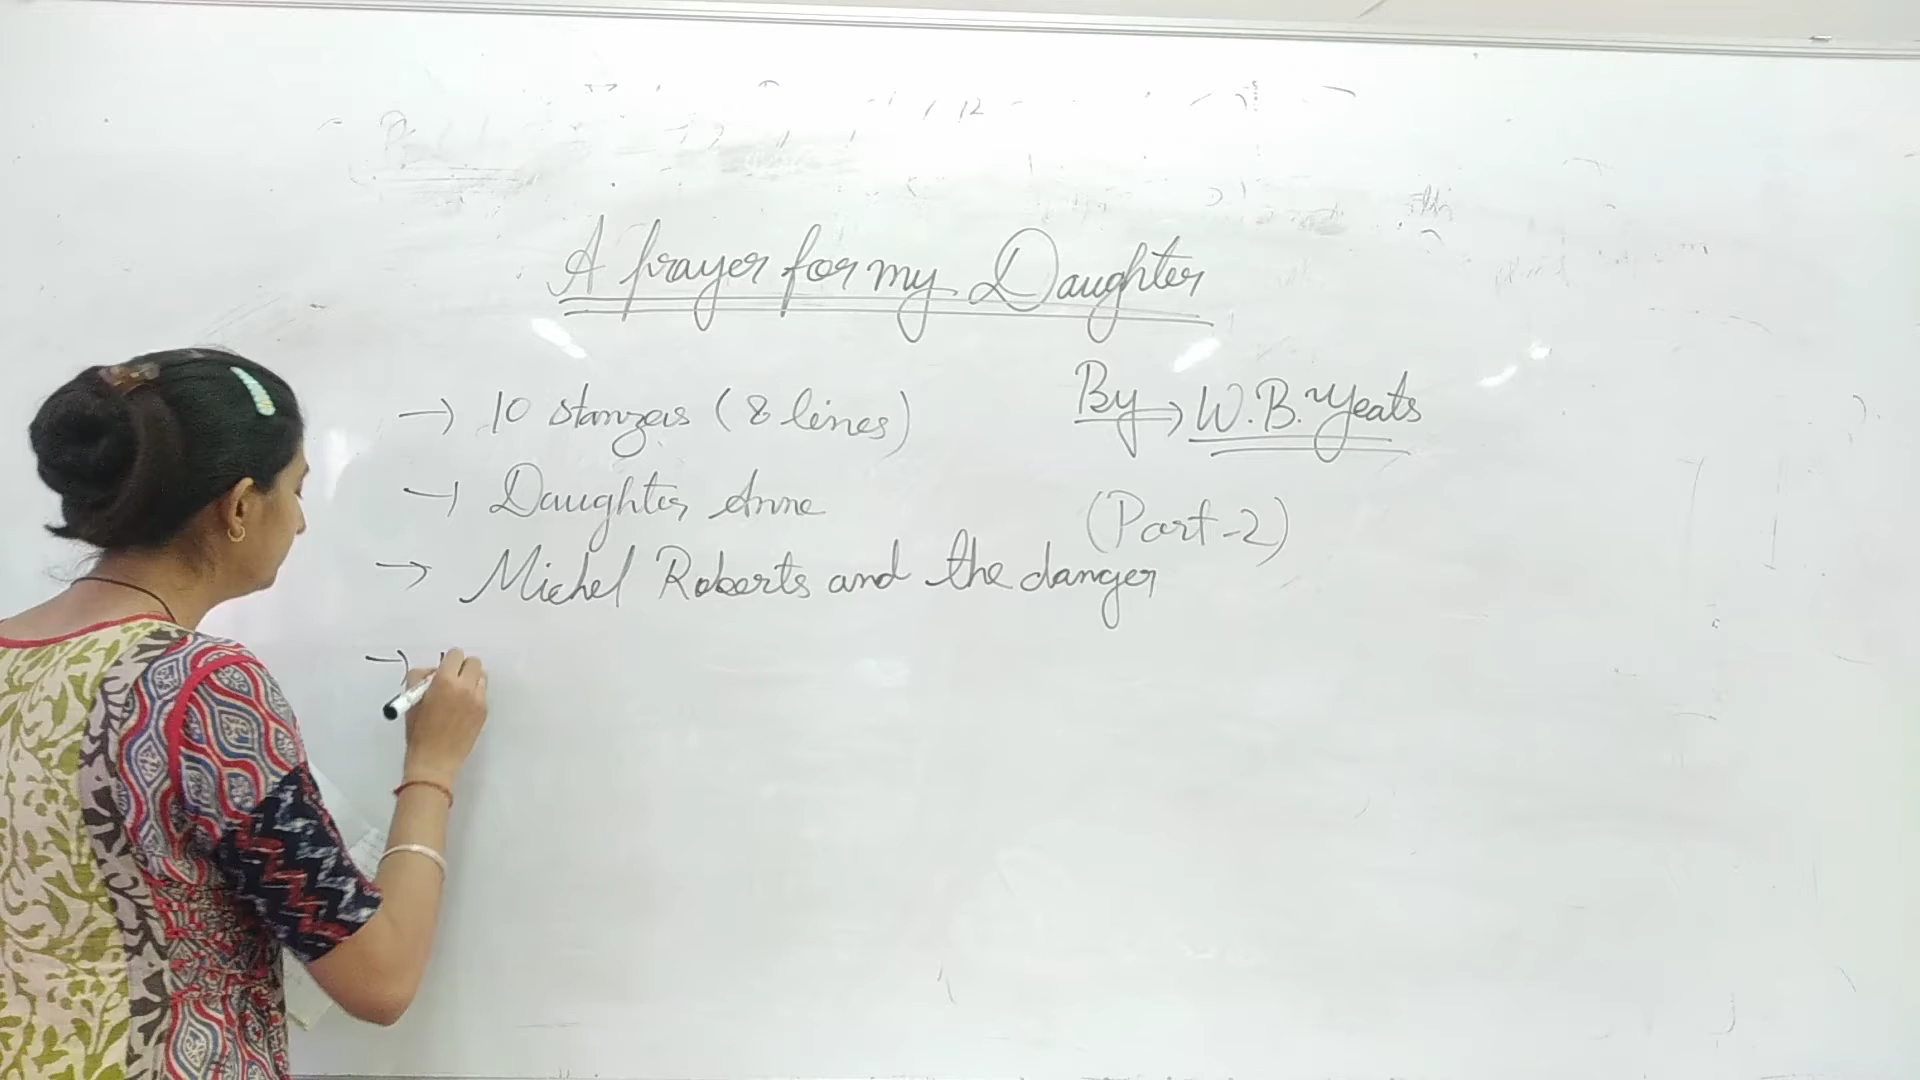 A prayer for my Daughter
By → W.B. Yeats
(Part-2)
→ 10 stanzas (8 lines)
→ Daughter Anne
→ Michel Roberts and the danger
→